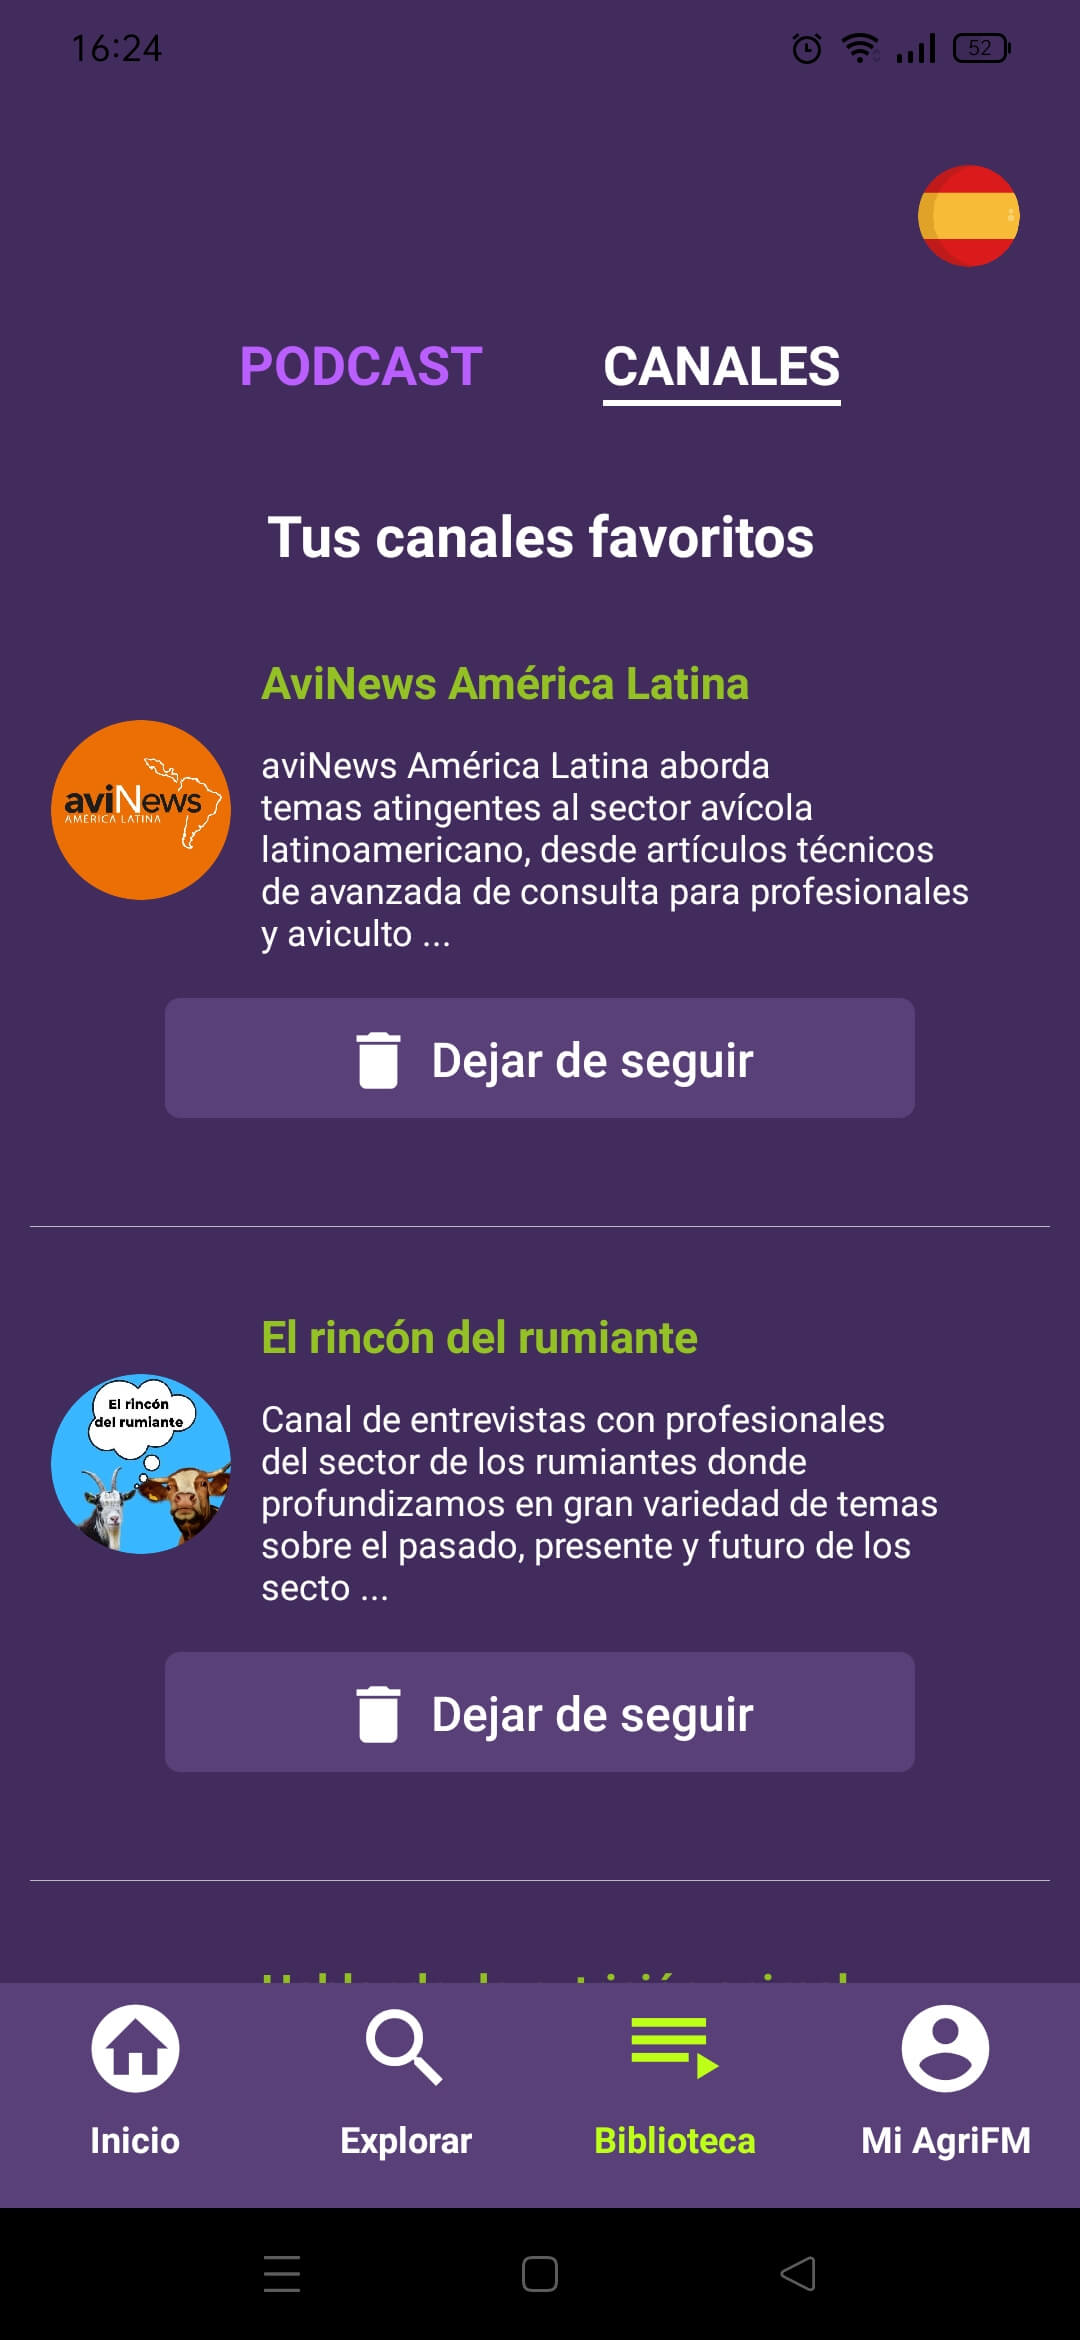 16:24
52
PODCAST
CANALES
Tus canales favoritos
AviNews América Latina
aviNews
AMÉRICA LATINA
aviNews América Latina aborda
temas atingentes al sector avícola
latinoamericano, desde artículos técnicos
de avanzada de consulta para profesionales
y aviculto ...
Dejar de seguir
El rincón del rumiante
El rincón
del rumiante
Canal de entrevistas con profesionales
del sector de los rumiantes donde
profundizamos en gran variedad de temas
sobre el pasado, presente y futuro de los
secto ...
Dejar de seguir
Inicio
Explorar
Biblioteca
Mi AgriFM